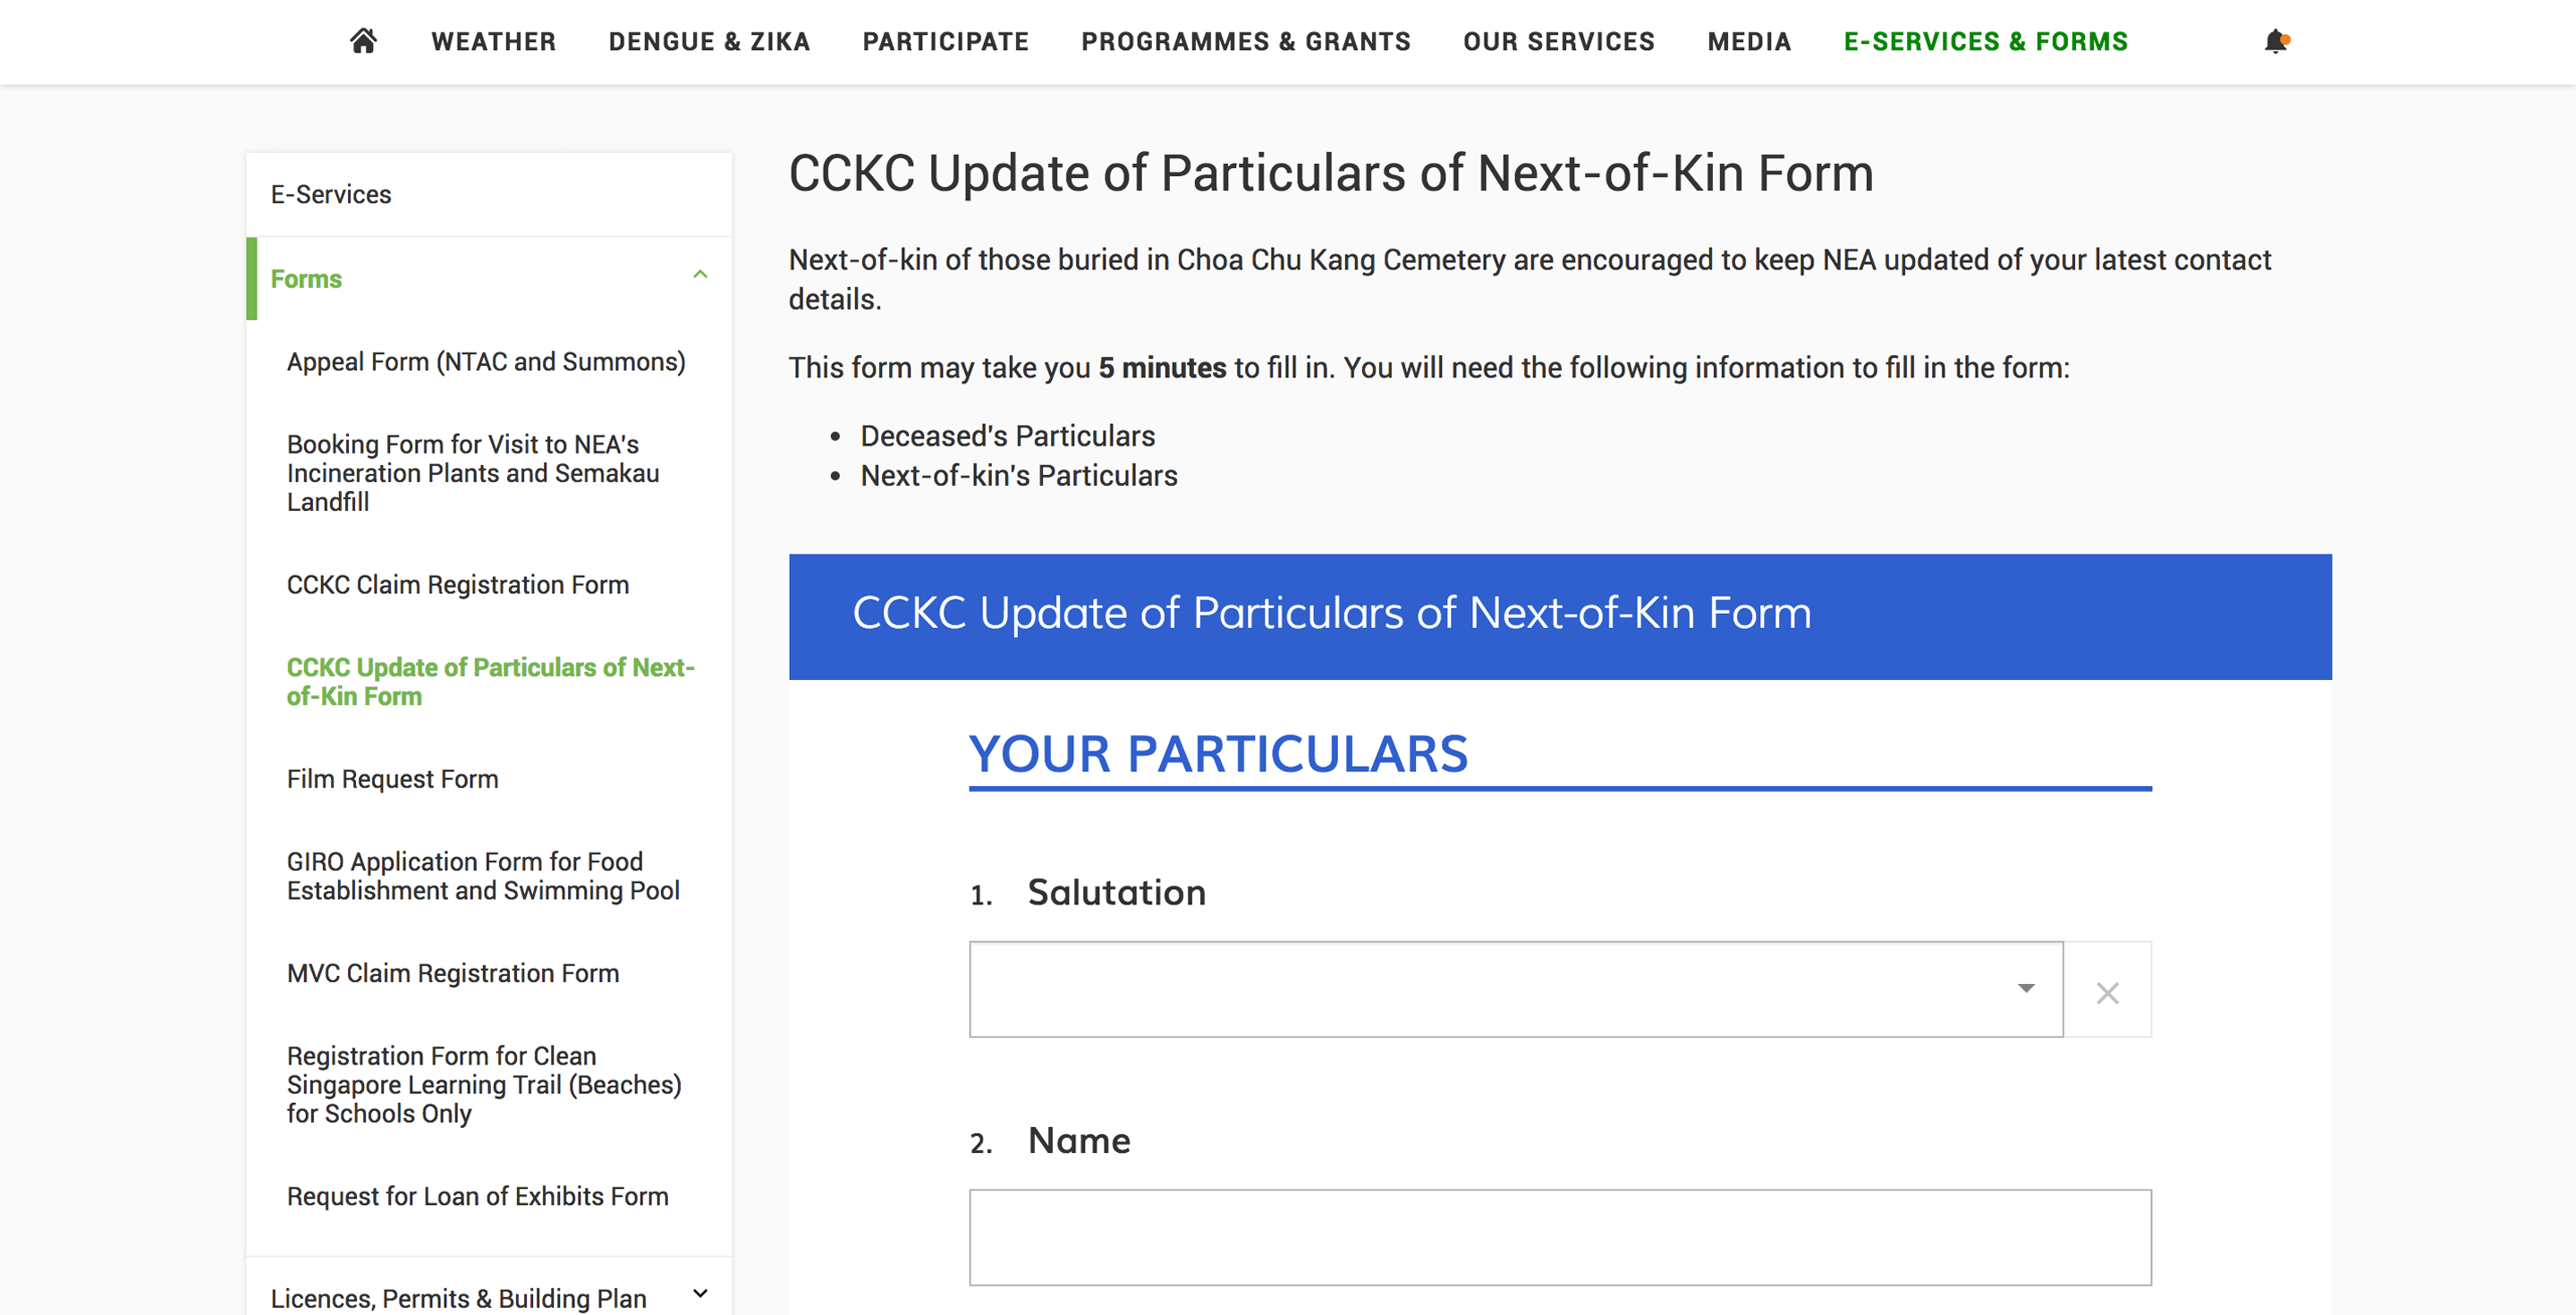 WEATHER DENGUE & ZIKA PARTICIPATE PROGRAMMES & GRANTS OUR SERVICES MEDIA E-SERVICES & FORMS
E-Services
Forms
Appeal Form (NTAC and Summons)
Booking Form for Visit to NEA's
Incineration Plants and Semakau
Landfill
CCKC Claim Registration Form
CCKC Update of Particulars of Next-
of-Kin Form
Film Request Form
GIRO Application Form for Food
Establishment and Swimming Pool
MVC Claim Registration Form
Registration Form for Clean
Singapore Learning Trail (Beaches)
for Schools Only
Request for Loan of Exhibits Form
Licences, Permits & Building Plan
CCKC Update of Particulars of Next-of-Kin Form
Next-of-kin of those buried in Choa Chu Kang Cemetery are encouraged to keep NEA updated of your latest contact
details.
This form may take you 5 minutes to fill in. You will need the following information to fill in the form:
• Deceased's Particulars
• Next-of-kin's Particulars
CCKC Update of Particulars of Next-of-Kin Form
YOUR PARTICULARS
1. Salutation
2. Name